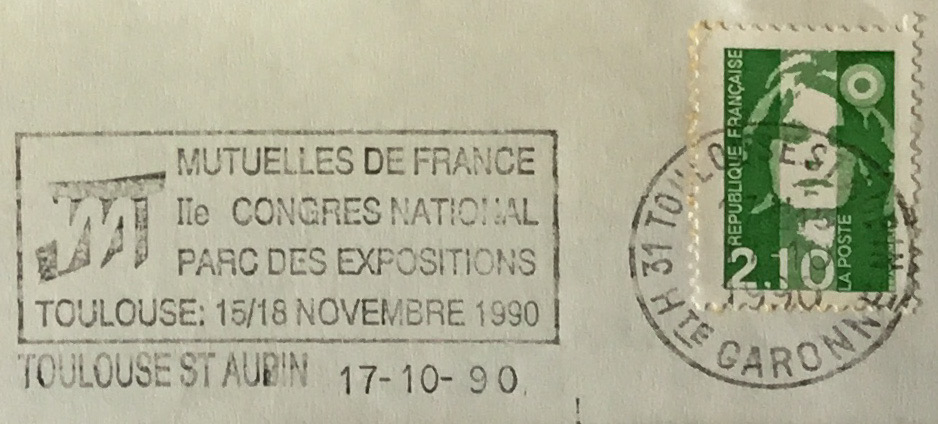 MUTUELLES DE FRANCE
IIe CONGRES NATIONAL
PARC DES EXPOSITIONS
TOULOUSE: 15/18 NOVEMBRE 1990
TOULOUSE ST AUBIN 17-10-90.
REPUBLIQUE FRANÇAISE
2.10
LA POSTE
31 TOULOUSE
1990
HTE GARONNE